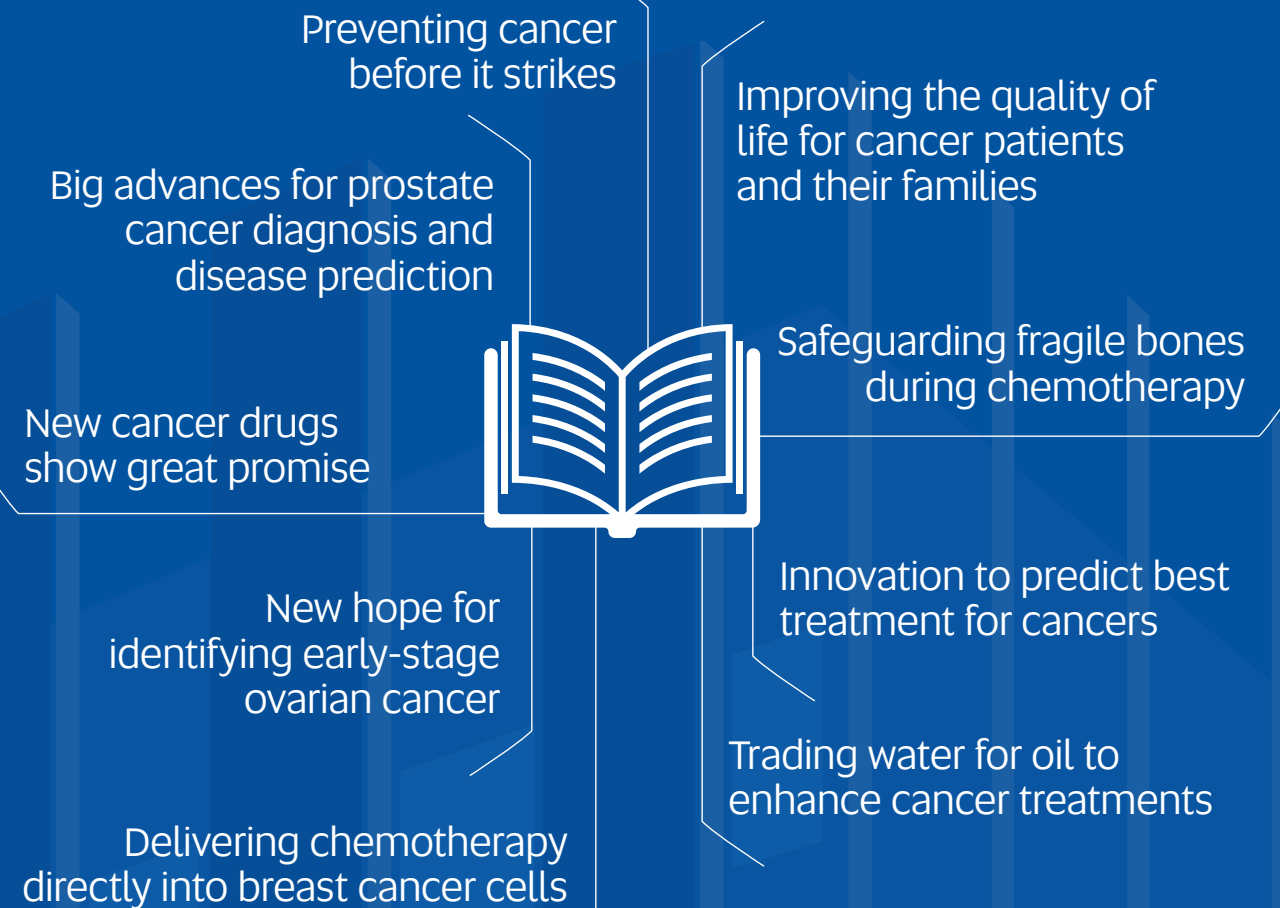 Preventing cancer
before it strikes
Improving the quality of
life for cancer patients
and their families
Big advances for prostate
cancer diagnosis and
disease prediction
Safeguarding fragile bones
during chemotherapy
New cancer drugs
show great promise
Innovation to predict best
treatment for cancers
New hope for
identifying early-stage
ovarian cancer
Trading water for oil to
enhance cancer treatments
Delivering chemotherapy
directly into breast cancer cells